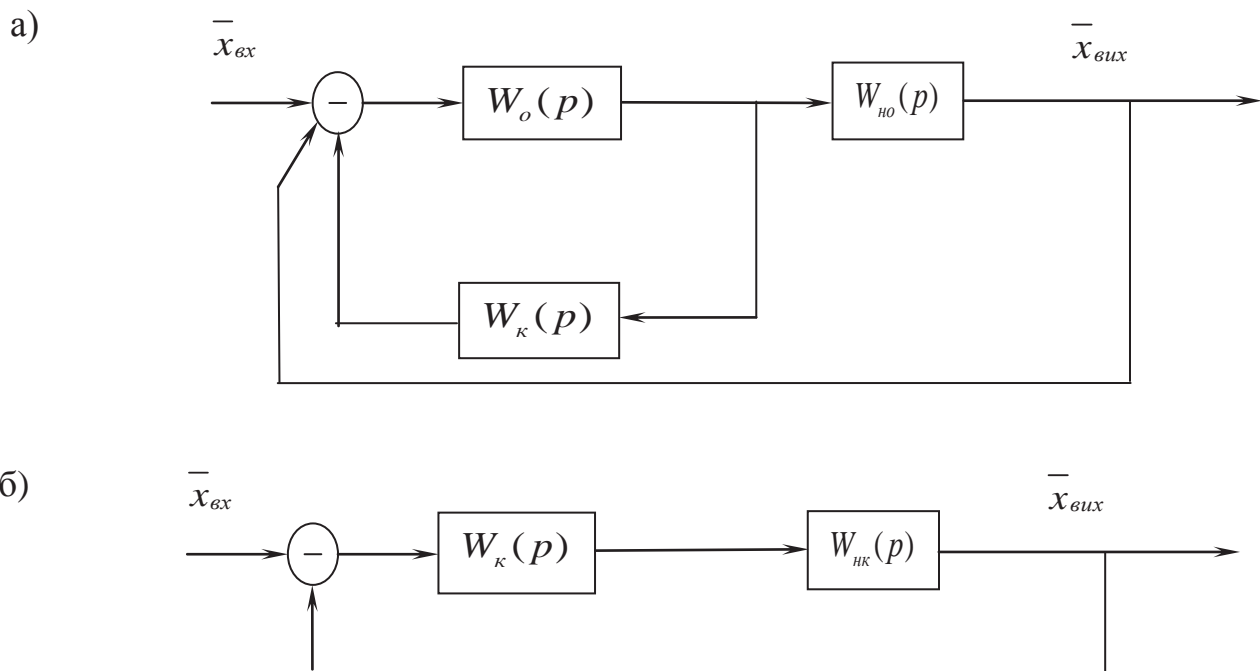 а)
x̅вх
x̅вих
−
Wо(p)
Wно(p)
Wк(p)
б)
x̅вх
x̅вих
−
Wк(p)
Wнк(p)